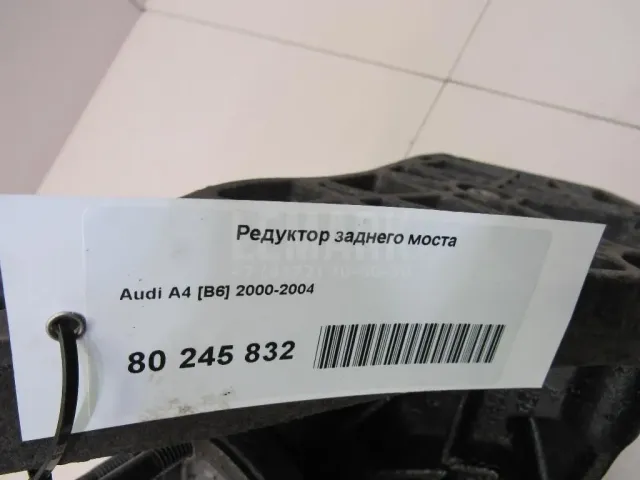 Редуктор заднего моста
Audi A4 [B6] 2000-2004
80 245 832